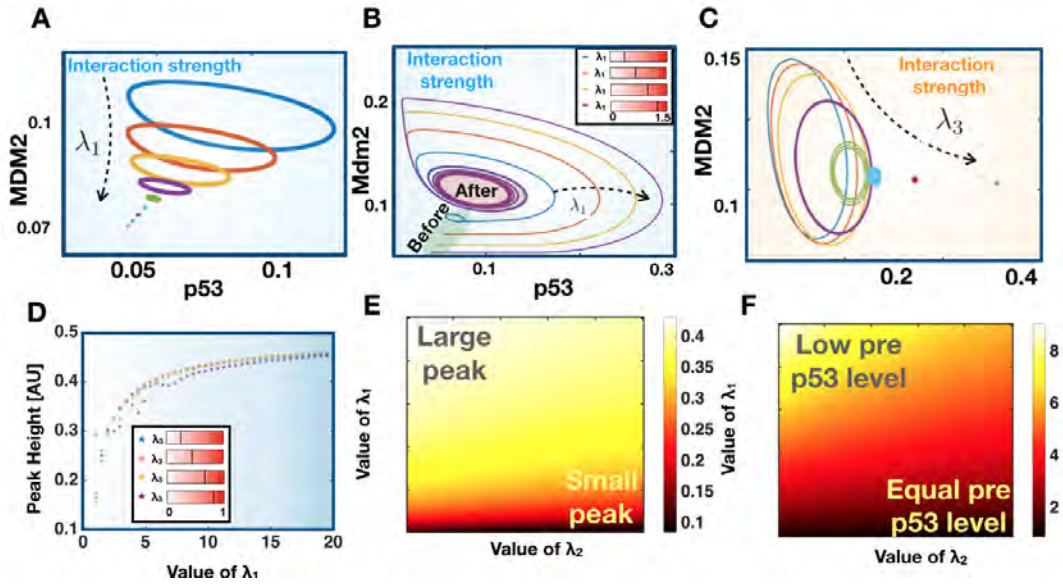 A
Interaction strength
λ1
MDM2
0.1
0.07
0.05
0.1
p53
B
Interaction
strength
λ1
λ1
λ1
λ1
0
1.5
Mdm2
0.2
0.1
After
Before
λ1
0.1
0.3
p53
C
Interaction
strength
λ3
MDM2
0.15
0.1
0.2
0.4
D
Peak Height [AU]
0.5
0.4
0.3
0.2
0.1
λ3
λ3
λ3
λ3
0
1
0
5
10
15
20
Value of λ1
E
Large
peak
Small
peak
Value of λ1
Value of λ2
0.4
0.35
0.3
0.25
0.2
0.15
0.1
F
Low pre
p53 level
Equal pre
p53 level
Value of λ1
Value of λ2
8
6
4
2